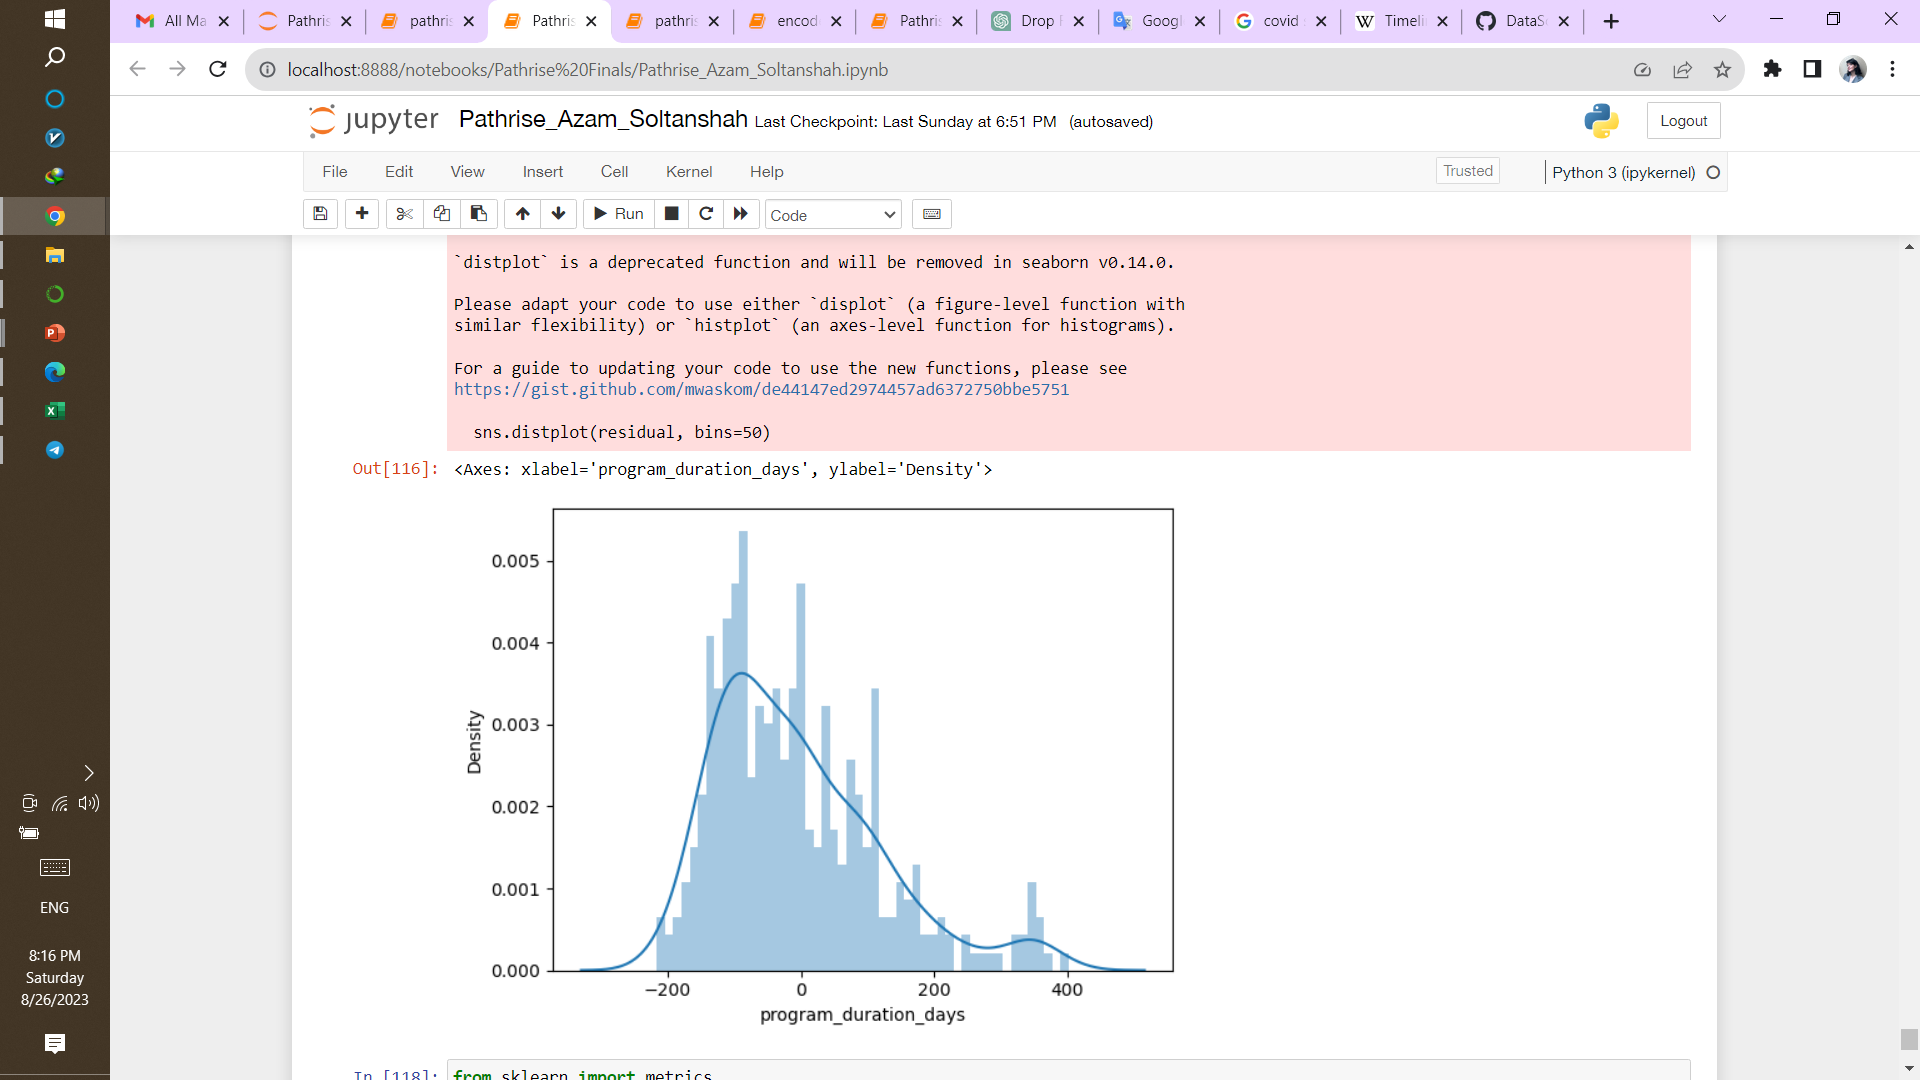 All Ma
Pathris
pathris
Pathris
pathris
encod
Pathris
Drop F
Googl
covid
Timeli
DataS
localhost:8888/notebooks/Pathrise%20Finals/Pathrise_Azam_Soltanshah.ipynb
jupyter Pathrise_Azam_Soltanshah Last Checkpoint: Last Sunday at 6:51 PM (autosaved)
Logout
File Edit View Insert Cell Kernel Help
Trusted
Python 3 (ipykernel)
Run
Code
`distplot` is a deprecated function and will be removed in seaborn v0.14.0.
Please adapt your code to use either `displot` (a figure-level function with
similar flexibility) or `histplot` (an axes-level function for histograms).
For a guide to updating your code to use the new functions, please see
https://gist.github.com/mwaskom/de44147ed2974457ad6372750bbe5751
sns.distplot(residual, bins=50)
Out[116]: <Axes: xlabel='program_duration_days', ylabel='Density'>
0.005
0.004
0.003
0.002
0.001
0.000
Density
−200 0 200 400
program_duration_days
In [118]: from sklearn import metrics
ENG
8:16 PM
Saturday
8/26/2023